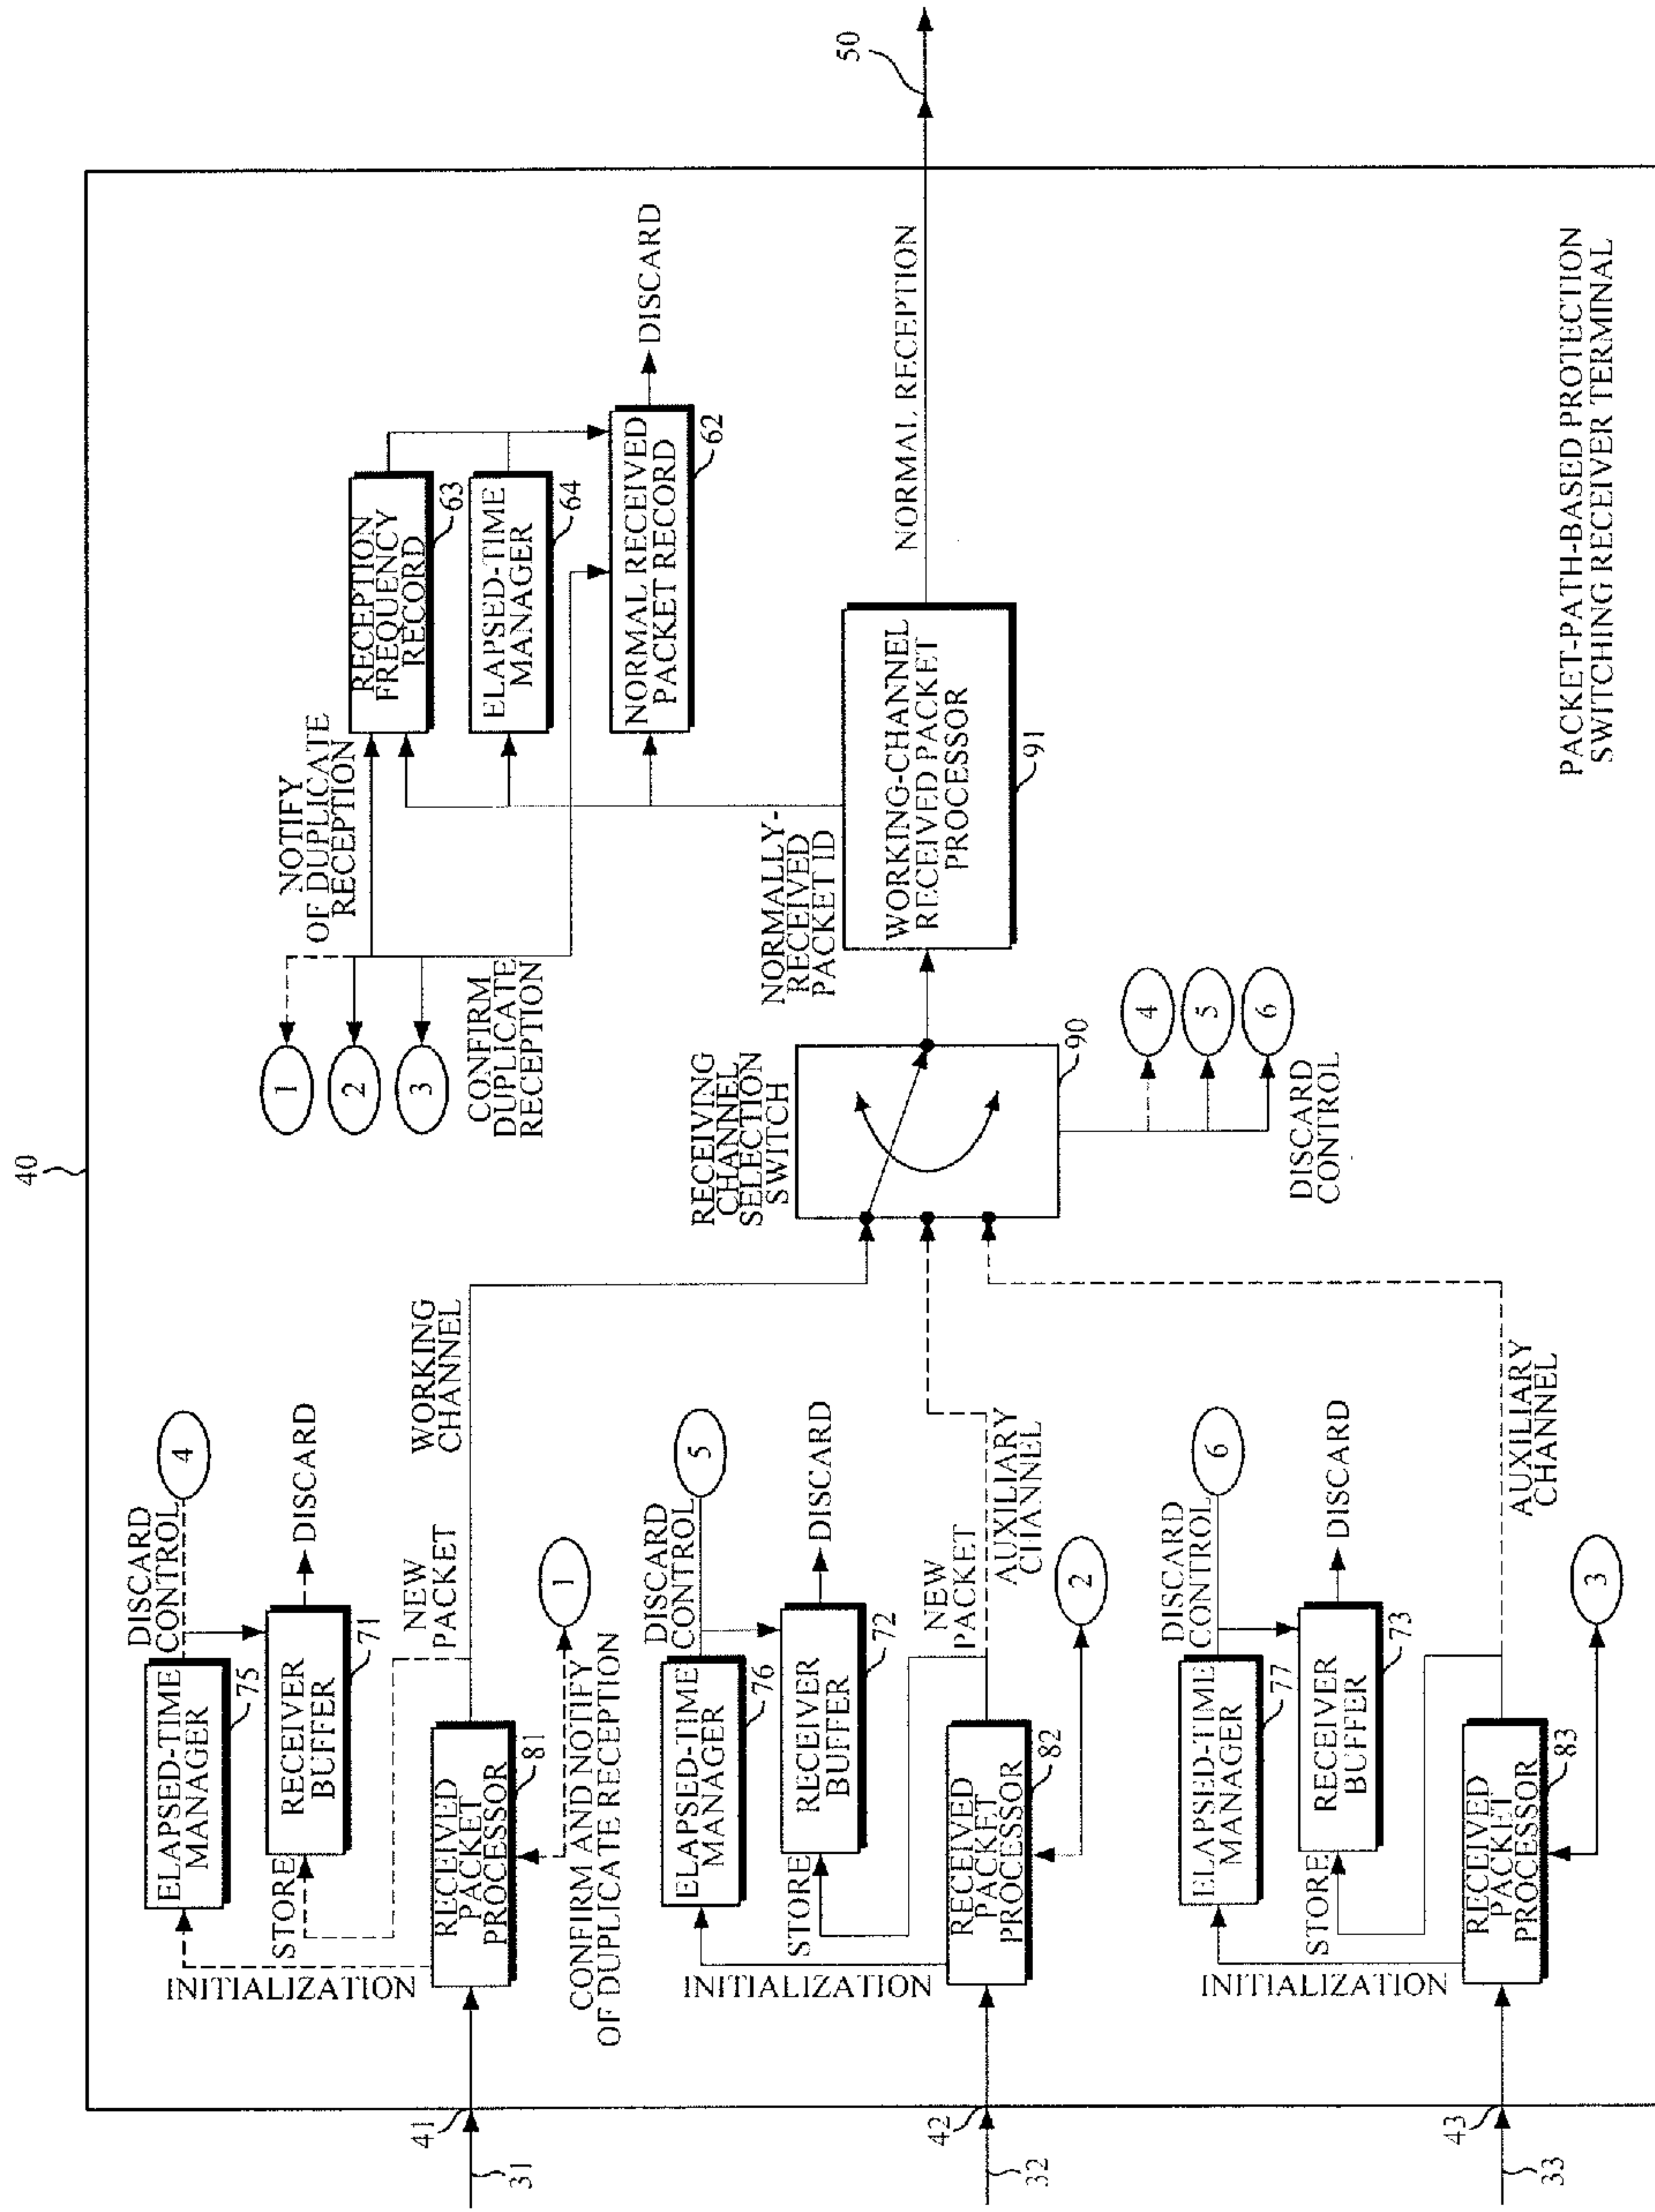 40
31
41
RECEIVED
PACKET
PROCESSOR
81
INITIALIZATION
STORE
ELAPSED-TIME
MANAGER
75
RECEIVER
BUFFER
71
DISCARD
CONTROL
4
DISCARD
NEW
PACKET
WORKING
CHANNEL
1
CONFIRM AND NOTIFY
OF DUPLICATE RECEPTION
32
42
RECEIVED
PACKET
PROCESSOR
82
INITIALIZATION
STORE
ELAPSED-TIME
MANAGER
76
RECEIVER
BUFFER
72
DISCARD
CONTROL
5
DISCARD
NEW
PACKET
AUXILIARY
CHANNEL
2
33
43
RECEIVED
PACKET
PROCESSOR
83
INITIALIZATION
STORE
ELAPSED-TIME
MANAGER
77
RECEIVER
BUFFER
73
DISCARD
CONTROL
6
DISCARD
AUXILIARY
CHANNEL
3
RECEIVING
CHANNEL
SELECTION
SWITCH
90
4
5
6
DISCARD
CONTROL
1
2
3
CONFIRM
DUPLICATE
RECEPTION
NOTIFY
OF DUPLICATE
RECEPTION
RECEPTION
FREQUENCY
RECORD
63
ELAPSED-TIME
MANAGER
64
NORMAL RECEIVED
PACKET RECORD
62
DISCARD
NORMALLY-
RECEIVED
PACKET ID
WORKING-CHANNEL
RECEIVED PACKET
PROCESSOR
91
NORMAL RECEPTION
50
PACKET-PATH-BASED PROTECTION
SWITCHING RECEIVER TERMINAL